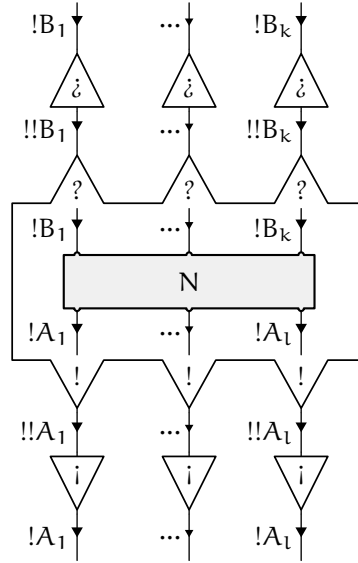 !B₁ ... !Bₖ
¿ ¿ ¿
!!B₁ ... !!Bₖ
? ? ?
!B₁ ... !Bₖ
N
!A₁ ... !Aₗ
! ! !
!!A₁ ... !!Aₗ
¡ ¡ ¡
!A₁ ... !Aₗ